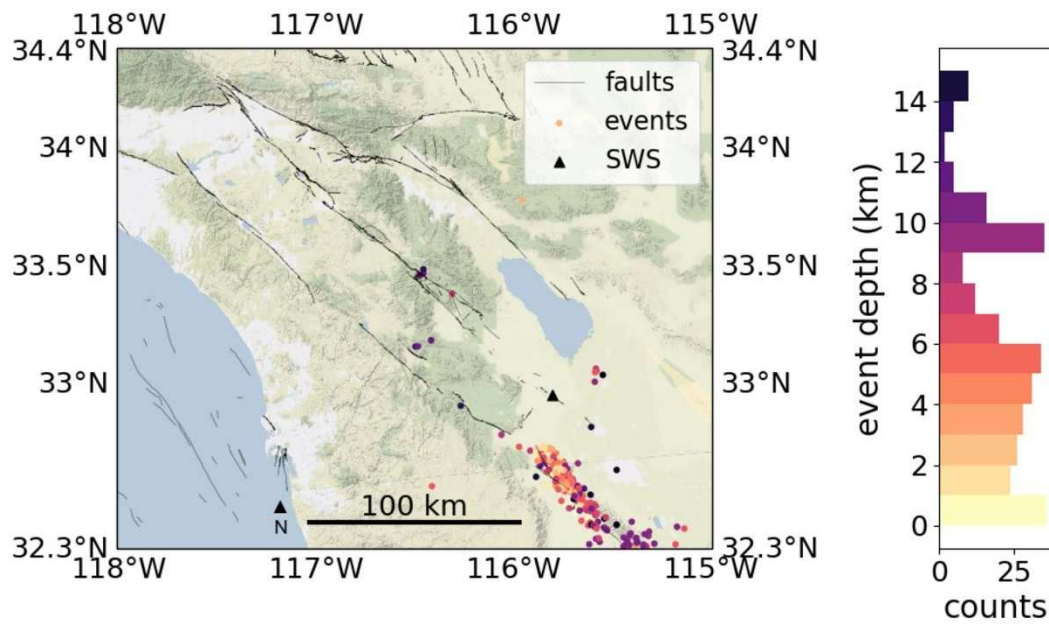 118°W 117°W 116°W 115°W
34.4°N 34.4°N
faults
events
SWS
34°N 34°N
33.5°N 33.5°N
33°N 33°N
100 km
N
32.3°N 32.3°N
118°W 117°W 116°W 115°W
event depth (km)
14
12
10
8
6
4
2
0
0 25
counts